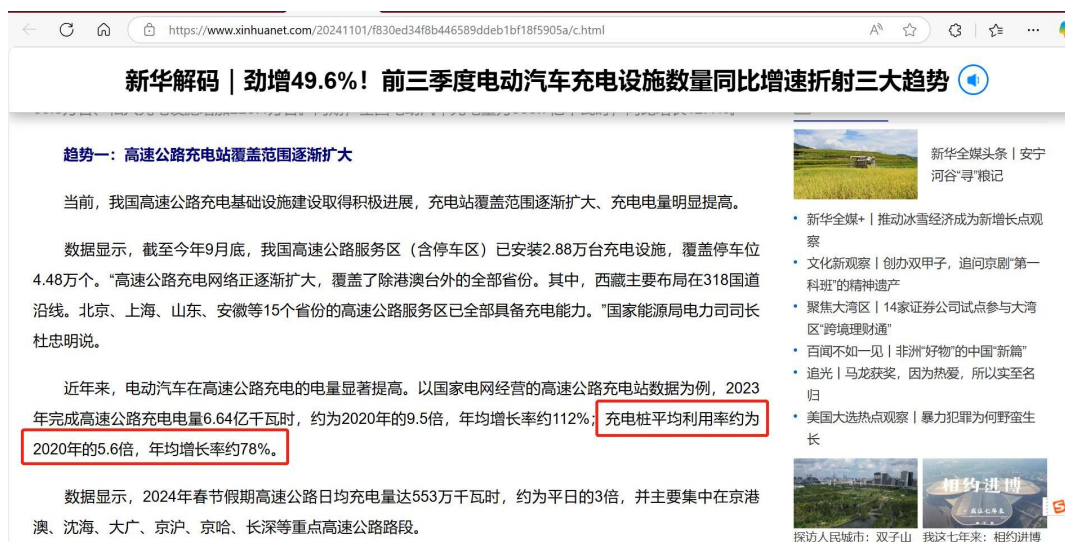 https://www.xinhuanet.com/20241101/f830ed34f8b446589ddeb1bf18f5905a/c.html
新华解码｜劲增49.6%！前三季度电动汽车充电设施数量同比增速折射三大趋势
趋势一：高速公路充电站覆盖范围逐渐扩大
当前，我国高速公路充电基础设施建设取得积极进展，充电站覆盖范围逐渐扩大、充电电量明显提高。
数据显示，截至今年9月底，我国高速公路服务区（含停车区）已安装2.88万台充电设施，覆盖停车位
4.48万个。“高速公路充电网络正逐渐扩大，覆盖了除港澳台外的全部省份。其中，西藏主要布局在318国道
沿线。北京、上海、山东、安徽等15个省份的高速公路服务区已全部具备充电能力。”国家能源局电力司司长
杜忠明说。
近年来，电动汽车在高速公路充电的电量显著提高。以国家电网经营的高速公路充电站数据为例，2023
年完成高速公路充电电量6.64亿千瓦时，约为2020年的9.5倍，年均增长率约112%；充电桩平均利用率约为
2020年的5.6倍，年均增长率约78%。
数据显示，2024年春节假期高速公路日均充电量达553万千瓦时，约为平日的3倍，并主要集中在京港
澳、沈海、大广、京沪、京哈、长深等重点高速公路路段。
新华全媒头条｜安宁
河谷“寻”粮记
新华全媒+｜推动冰雪经济成为新增长点观
察
文化新观察｜创办双甲子，追问京剧“第一
科班”的精神遗产
聚焦大湾区｜14家证券公司试点参与大湾
区“跨境理财通”
百闻不如一见｜非洲“好物”的中国“新篇”
追光｜马龙获奖，因为热爱，所以实至名
归
美国大选热点观察｜暴力犯罪为何野蛮生
长
相约进博
探访人民城市：双子山
我这七年来：相约进博